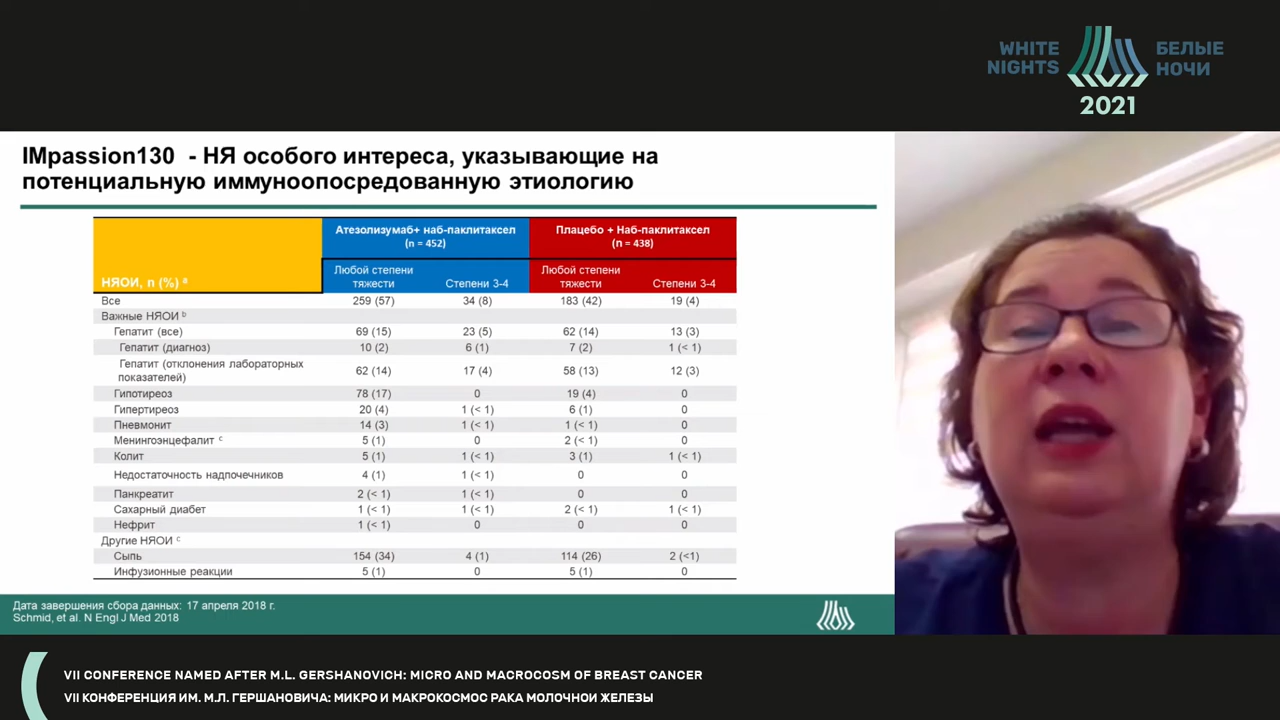 WHITE
NIGHTS
БЕЛЫЕ
НОЧИ
2021
IMpassion130 - НЯ особого интереса, указывающие на
потенциальную иммуноопосредованную этиологию
НЯОИ, n (%) a
Атезолизумаб+ наб-паклитаксел
(n = 452)
Плацебо + Наб-паклитаксел
(n = 438)
Любой степени
тяжести
Степени 3-4
Любой степени
тяжести
Степени 3-4
Все 259 (57) 34 (8) 183 (42) 19 (4)
Важные НЯОИ b
Гепатит (все) 69 (15) 23 (5) 62 (14) 13 (3)
Гепатит (диагноз) 10 (2) 6 (1) 7 (2) 1 (< 1)
Гепатит (отклонения лабораторных
показателей) 62 (14) 17 (4) 58 (13) 12 (3)
Гипотиреоз 78 (17) 0 19 (4) 0
Гипертиреоз 20 (4) 1 (< 1) 6 (1) 0
Пневмонит 14 (3) 1 (< 1) 1 (< 1) 0
Менингоэнцефалит c 5 (1) 0 2 (< 1) 0
Колит 5 (1) 1 (< 1) 3 (1) 1 (< 1)
Недостаточность надпочечников 4 (1) 1 (< 1) 0 0
Панкреатит 2 (< 1) 1 (< 1) 0 0
Сахарный диабет 1 (< 1) 1 (< 1) 2 (< 1) 1 (< 1)
Нефрит 1 (< 1) 0 0 0
Другие НЯОИ c
Сыпь 154 (34) 4 (1) 114 (26) 2 (<1)
Инфузионные реакции 5 (1) 0 5 (1) 0
Дата завершения сбора данных: 17 апреля 2018 г.
Schmid, et al. N Engl J Med 2018
VII CONFERENCE NAMED AFTER M.L. GERSHANOVICH: MICRO AND MACROCOSM OF BREAST CANCER
VII КОНФЕРЕНЦИЯ ИМ. М.Л. ГЕРШАНОВИЧА: МИКРО И МАКРОКОСМОС РАКА МОЛОЧНОЙ ЖЕЛЕЗЫ